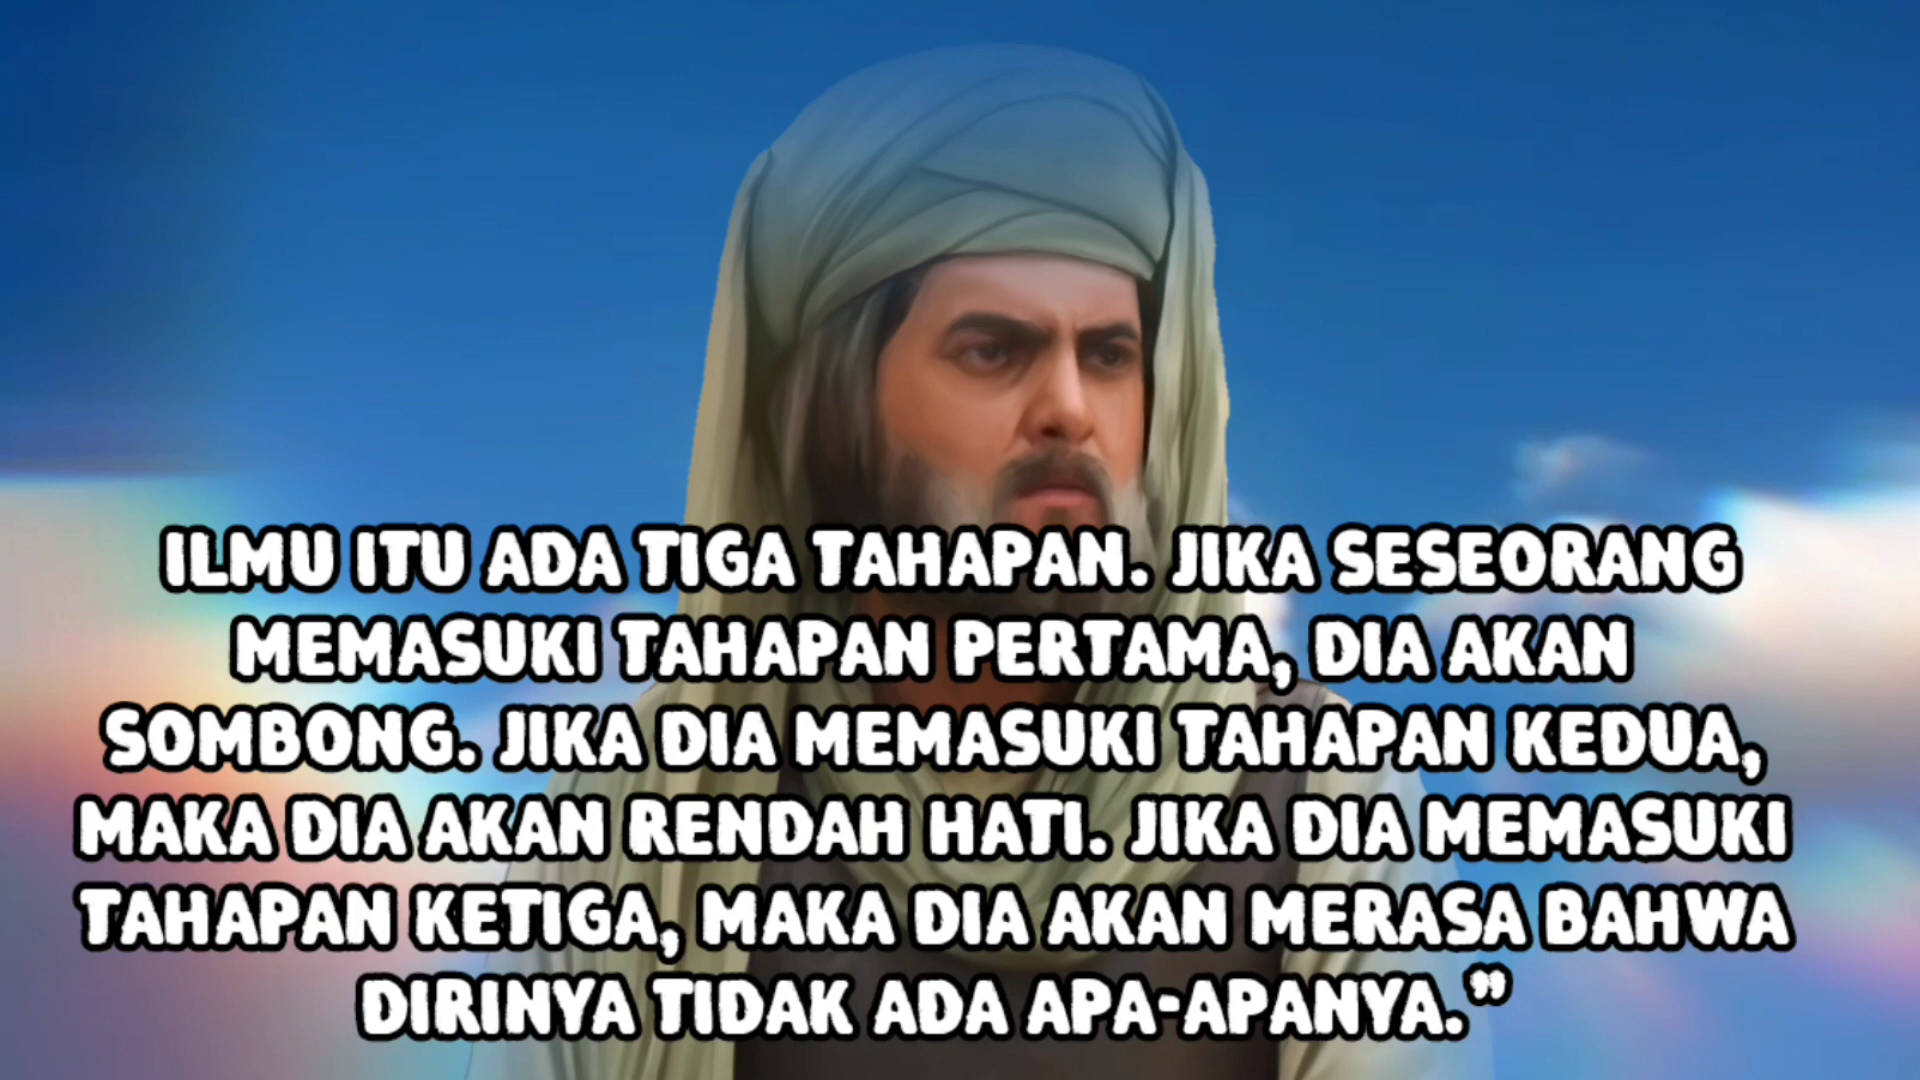 ILMU ITU ADA TIGA TAHAPAN. JIKA SESEORANG
MEMASUKI TAHAPAN PERTAMA, DIA AKAN
SOMBONG. JIKA DIA MEMASUKI TAHAPAN KEDUA,
MAKA DIA AKAN RENDAH HATI. JIKA DIA MEMASUKI
TAHAPAN KETIGA, MAKA DIA AKAN MERASA BAHWA
DIRINYA TIDAK ADA APA-APANYA.”